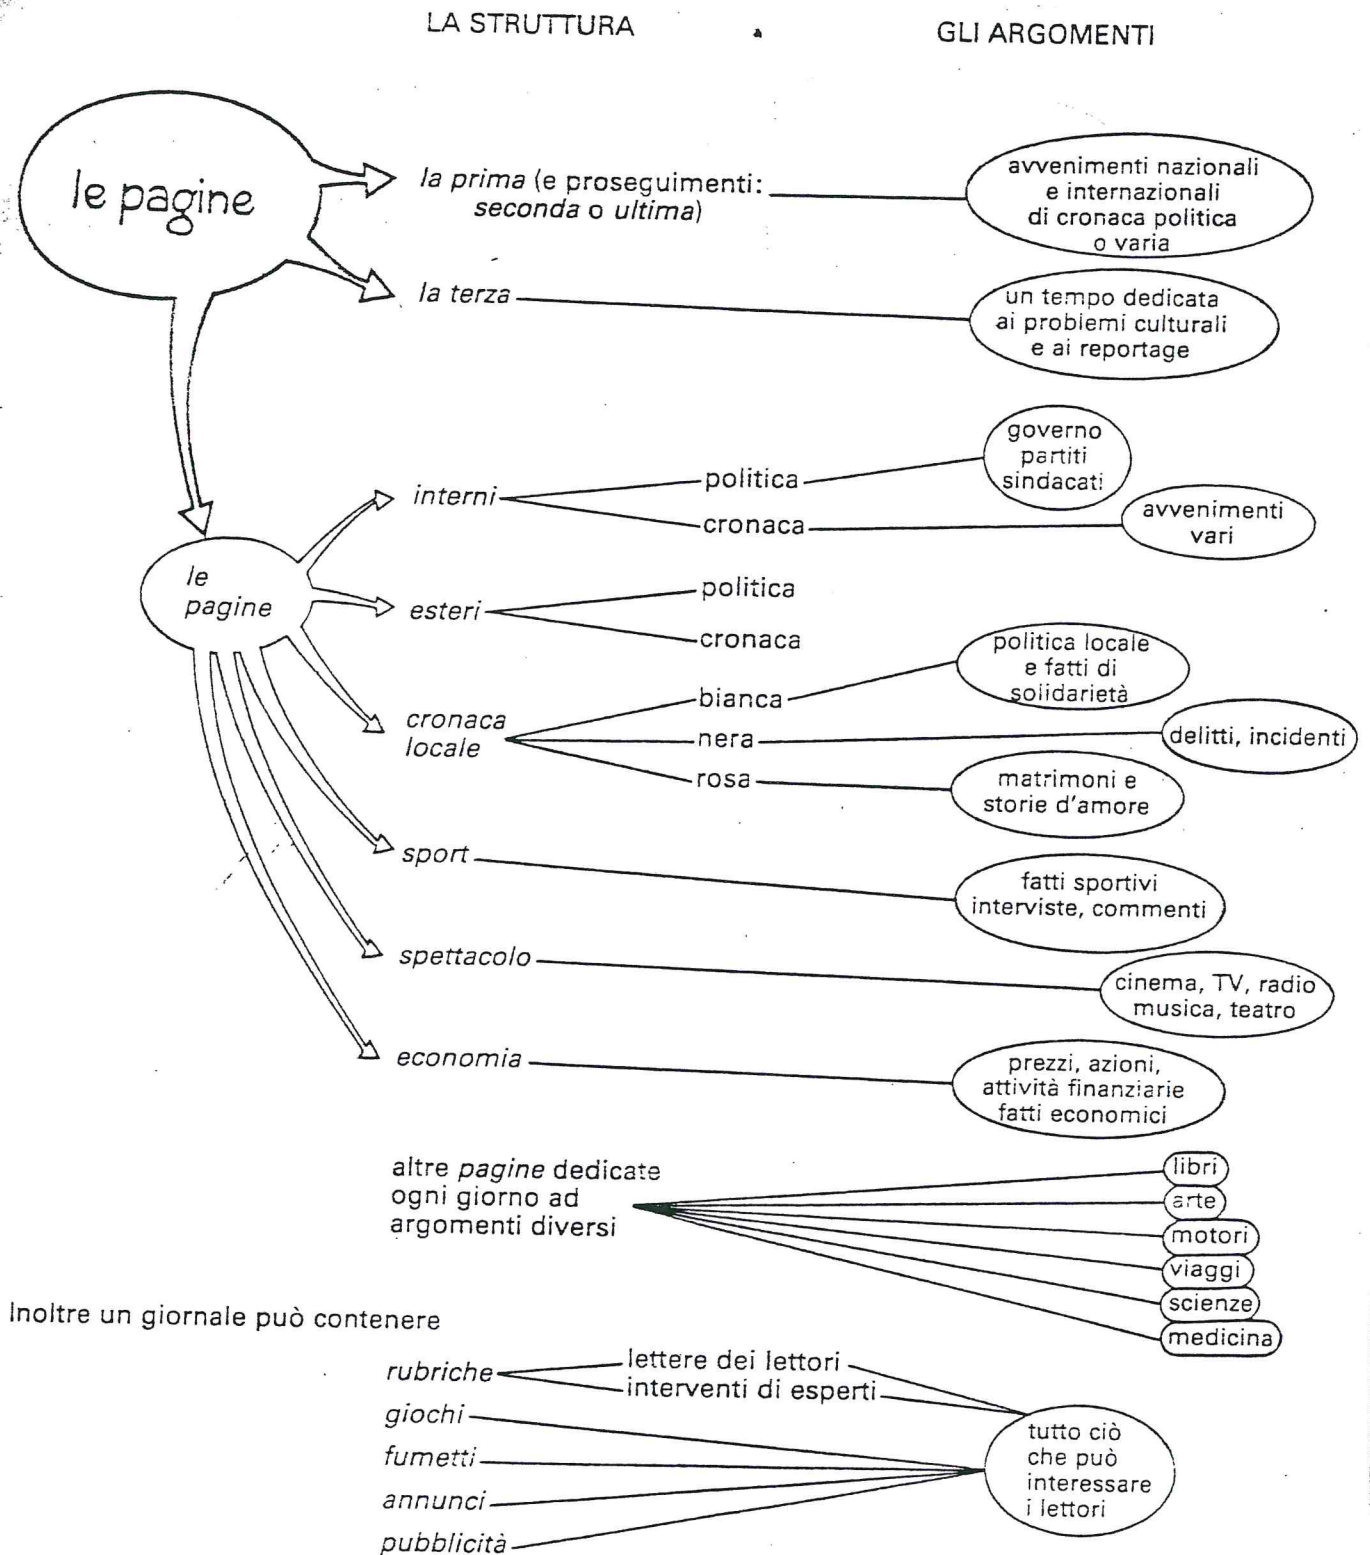 LA STRUTTURA
GLI ARGOMENTI
le pagine
la prima (e proseguimenti:
seconda o ultima)
avvenimenti nazionali
e internazionali
di cronaca politica
o varia
la terza
un tempo dedicata
ai problemi culturali
e ai reportage
le
pagine
interni
politica
governo
partiti
sindacati
cronaca
avvenimenti
vari
esteri
politica
cronaca
cronaca
locale
bianca
politica locale
e fatti di
solidarietà
nera
delitti, incidenti
rosa
matrimoni e
storie d'amore
sport
fatti sportivi
interviste, commenti
spettacolo
cinema, TV, radio
musica, teatro
economia
prezzi, azioni,
attività finanziarie
fatti economici
altre pagine dedicate
ogni giorno ad
argomenti diversi
libri
arte
motori
viaggi
scienze
medicina
Inoltre un giornale può contenere
rubriche
lettere dei lettori
interventi di esperti
giochi
fumetti
annunci
pubblicità
tutto ciò
che può
interessare
i lettori